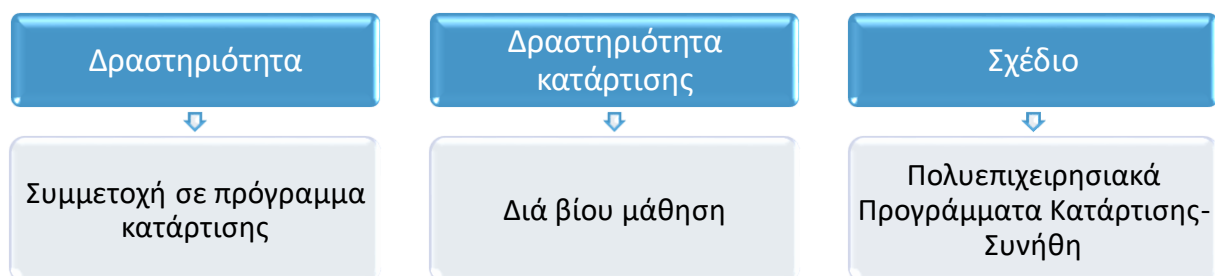 Δραστηριότητα
Συμμετοχή σε πρόγραμμα
κατάρτισης
Δραστηριότητα
κατάρτισης
Διά βίου μάθηση
Σχέδιο
Πολυεπιχειρησιακά
Προγράμματα Κατάρτισης-
Συνήθη